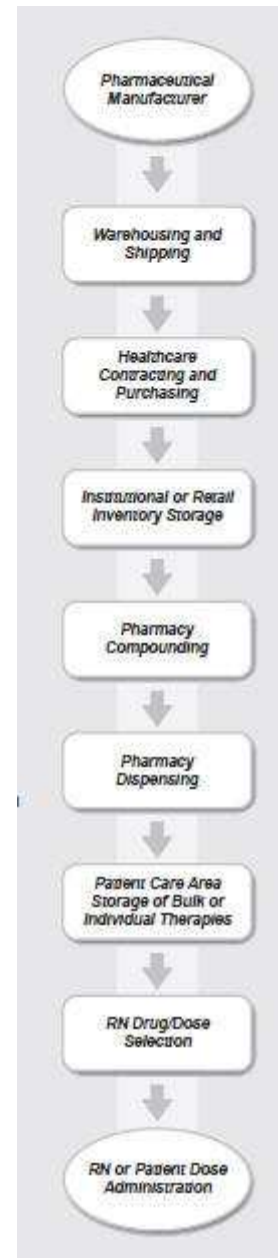 Pharmaceutical
Manufacturer
Warehousing and
Shipping
Healthcare
Contracting and
Purchasing
Institutional or Retail
Inventory Storage
Pharmacy
Compounding
Pharmacy
Dispensing
Patient Care Area
Storage of Bulk or
Individual Therapies
RN Drug/Dose
Selection
RN or Patient Dose
Administration